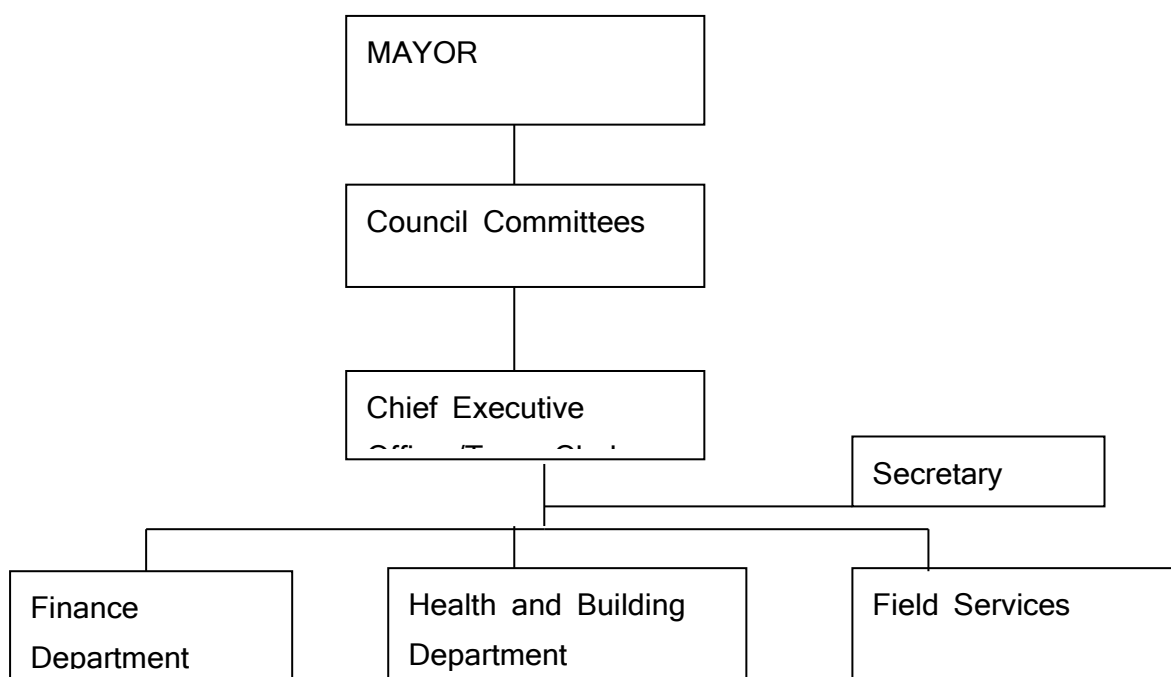 MAYOR
Council Committees
Chief Executive
Secretary
Finance
Department
Health and Building
Department
Field Services